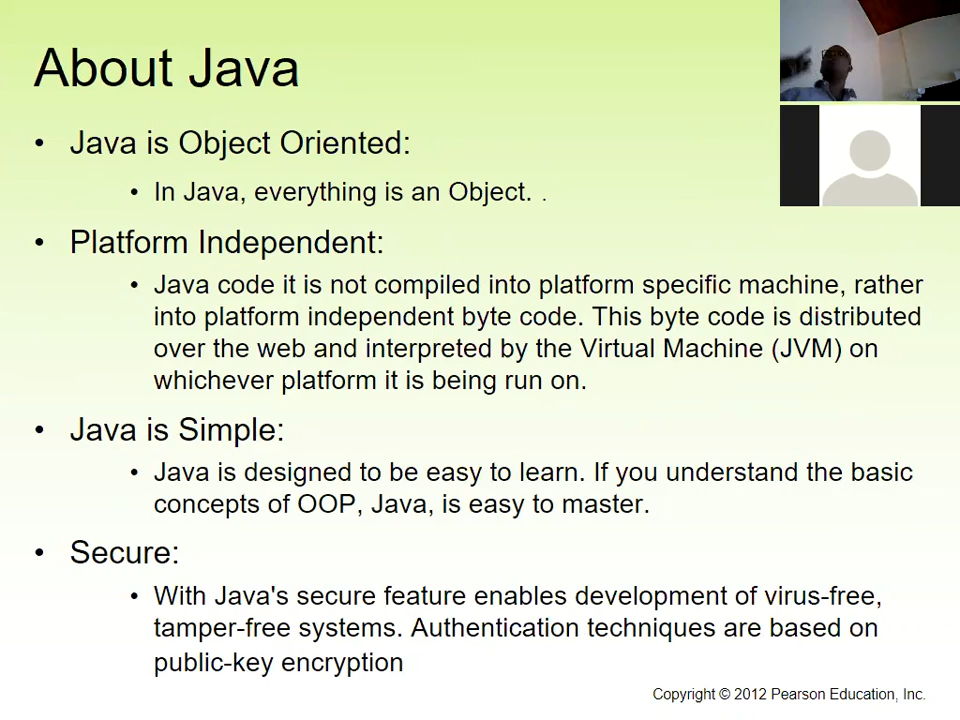 About Java
• Java is Object Oriented:
• In Java, everything is an Object. .
• Platform Independent:
• Java code it is not compiled into platform specific machine, rather
into platform independent byte code. This byte code is distributed
over the web and interpreted by the Virtual Machine (JVM) on
whichever platform it is being run on.
• Java is Simple:
• Java is designed to be easy to learn. If you understand the basic
concepts of OOP, Java, is easy to master.
• Secure:
• With Java's secure feature enables development of virus-free,
tamper-free systems. Authentication techniques are based on
public-key encryption
Copyright © 2012 Pearson Education, Inc.